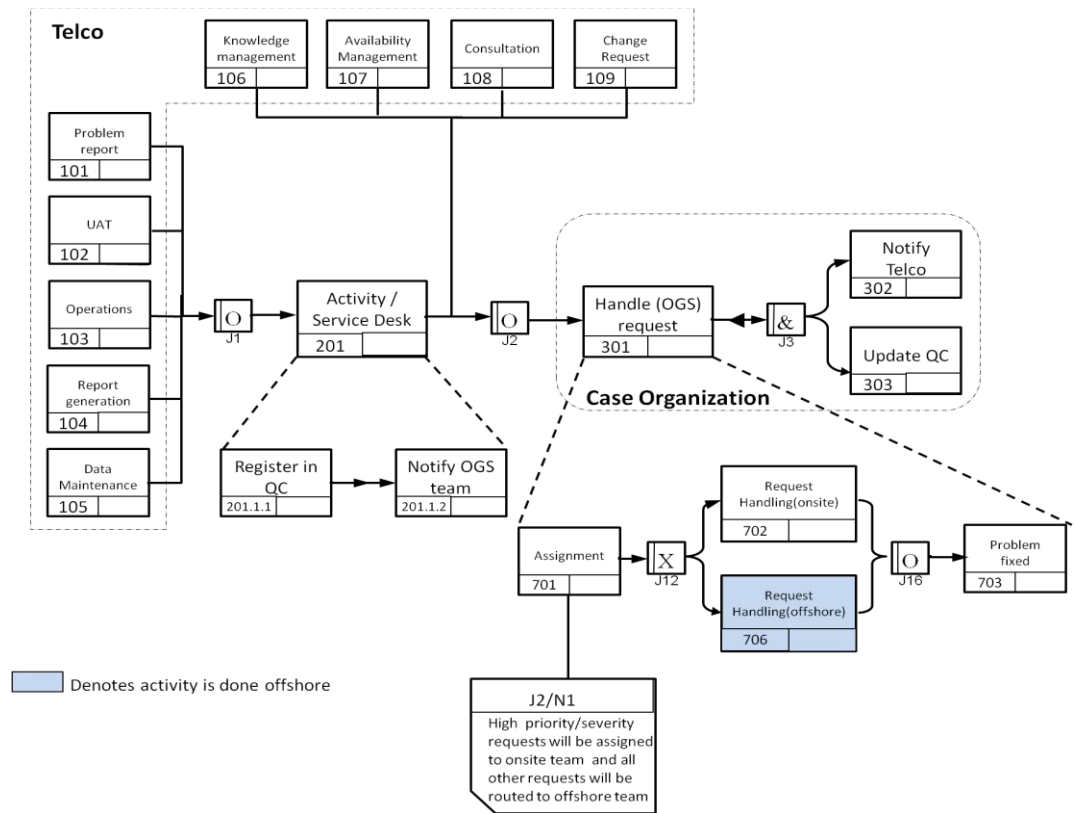 Telco
Knowledge
management
106
Availability
Management
107
Consultation
108
Change
Request
109
Problem
report
101
UAT
102
Operations
103
Report
generation
104
Data
Maintenance
105
O
J1
Activity /
Service Desk
201
O
J2
Handle (OGS)
request
301
&
J3
Notify
Telco
302
Update QC
303
Case Organization
Register in
QC
201.1.1
Notify OGS
team
201.1.2
Assignment
701
X
J12
Request
Handling(onsite)
702
Request
Handling(offshore)
706
O
J16
Problem
fixed
703
Denotes activity is done offshore
J2/N1
High priority/severity
requests will be assigned
to onsite team and all
other requests will be
routed to offshore team